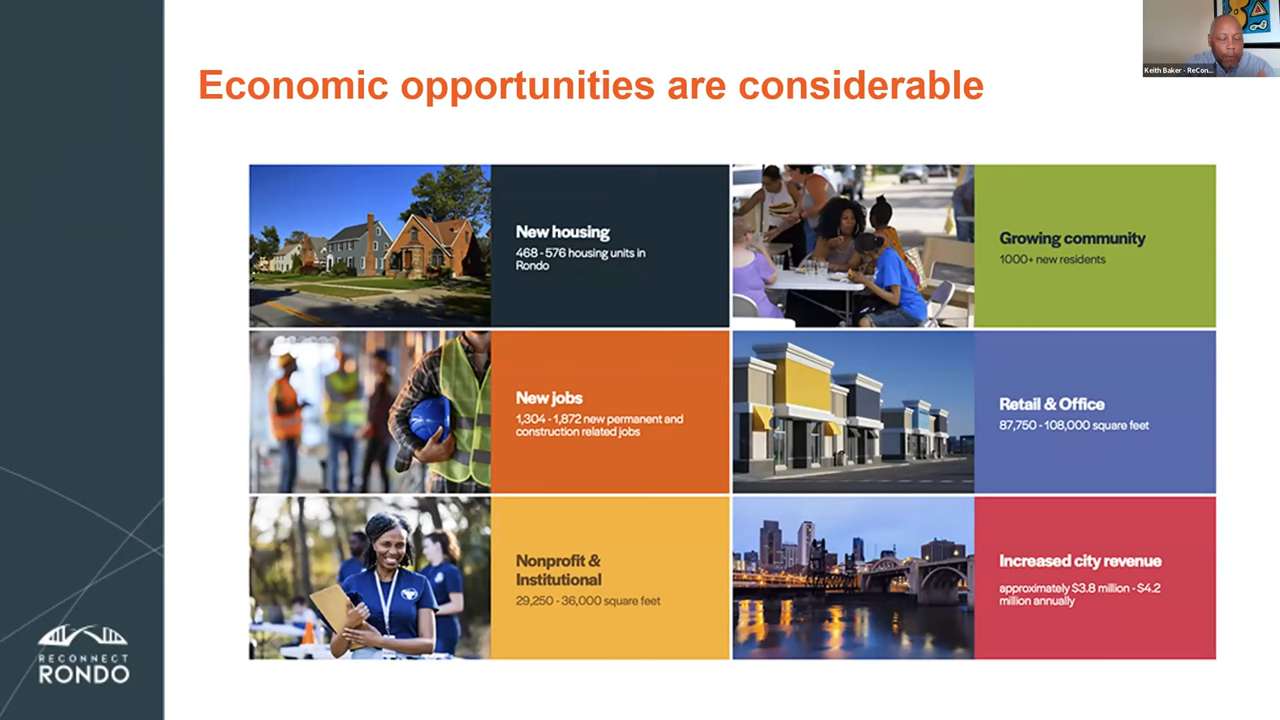 Economic opportunities are considerable
Keith Baker - ReCon...
New housing
468 - 576 housing units in
Rondo
Growing community
1000+ new residents
New jobs
1,304 - 1,872 new permanent and
construction related jobs
Retail & Office
87,750 - 108,000 square feet
Nonprofit &
Institutional
29,250 - 36,000 square feet
Increased city revenue
approximately $3.8 million - $4.2
million annually
RECONNECT
RONDO